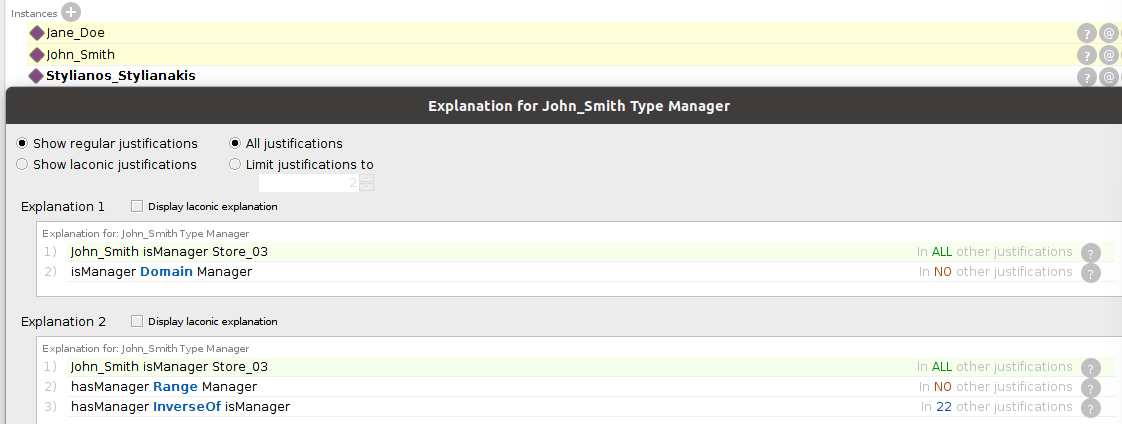 Instances +
Jane_Doe ? @
John_Smith ? @
Stylianos_Stylianakis ? @
Explanation for John_Smith Type Manager
Show regular justifications All justifications
Show laconic justifications Limit justifications to
2
Explanation 1 Display laconic explanation
Explanation for: John_Smith Type Manager
1) John_Smith isManager Store_03 In ALL other justifications ?
2) isManager Domain Manager In NO other justifications ?
Explanation 2 Display laconic explanation
Explanation for: John_Smith Type Manager
1) John_Smith isManager Store_03 In ALL other justifications ?
2) hasManager Range Manager In NO other justifications ?
3) hasManager InverseOf isManager In 22 other justifications ?